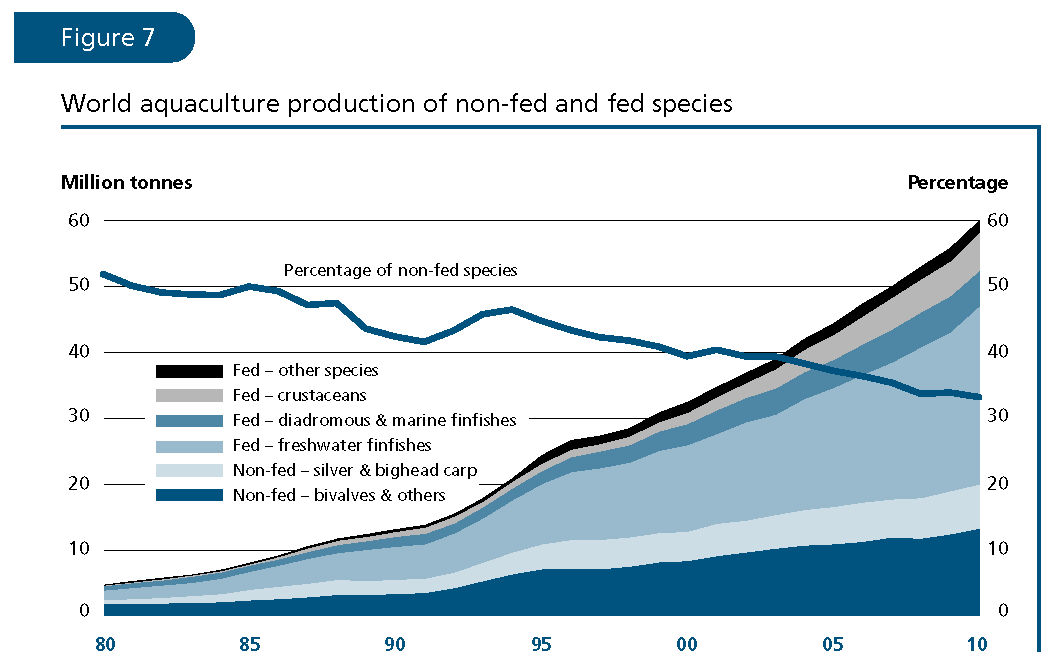 Figure 7
World aquaculture production of non-fed and fed species
Million tonnes
Percentage
60
60
Percentage of non-fed species
50
50
40
40
Fed – other species
Fed – crustaceans
30
Fed – diadromous & marine finfishes
30
Fed – freshwater finfishes
Non-fed – silver & bighead carp
20
20
Non-fed – bivalves & others
10
10
0
0
80 85 90 95 00 05 10